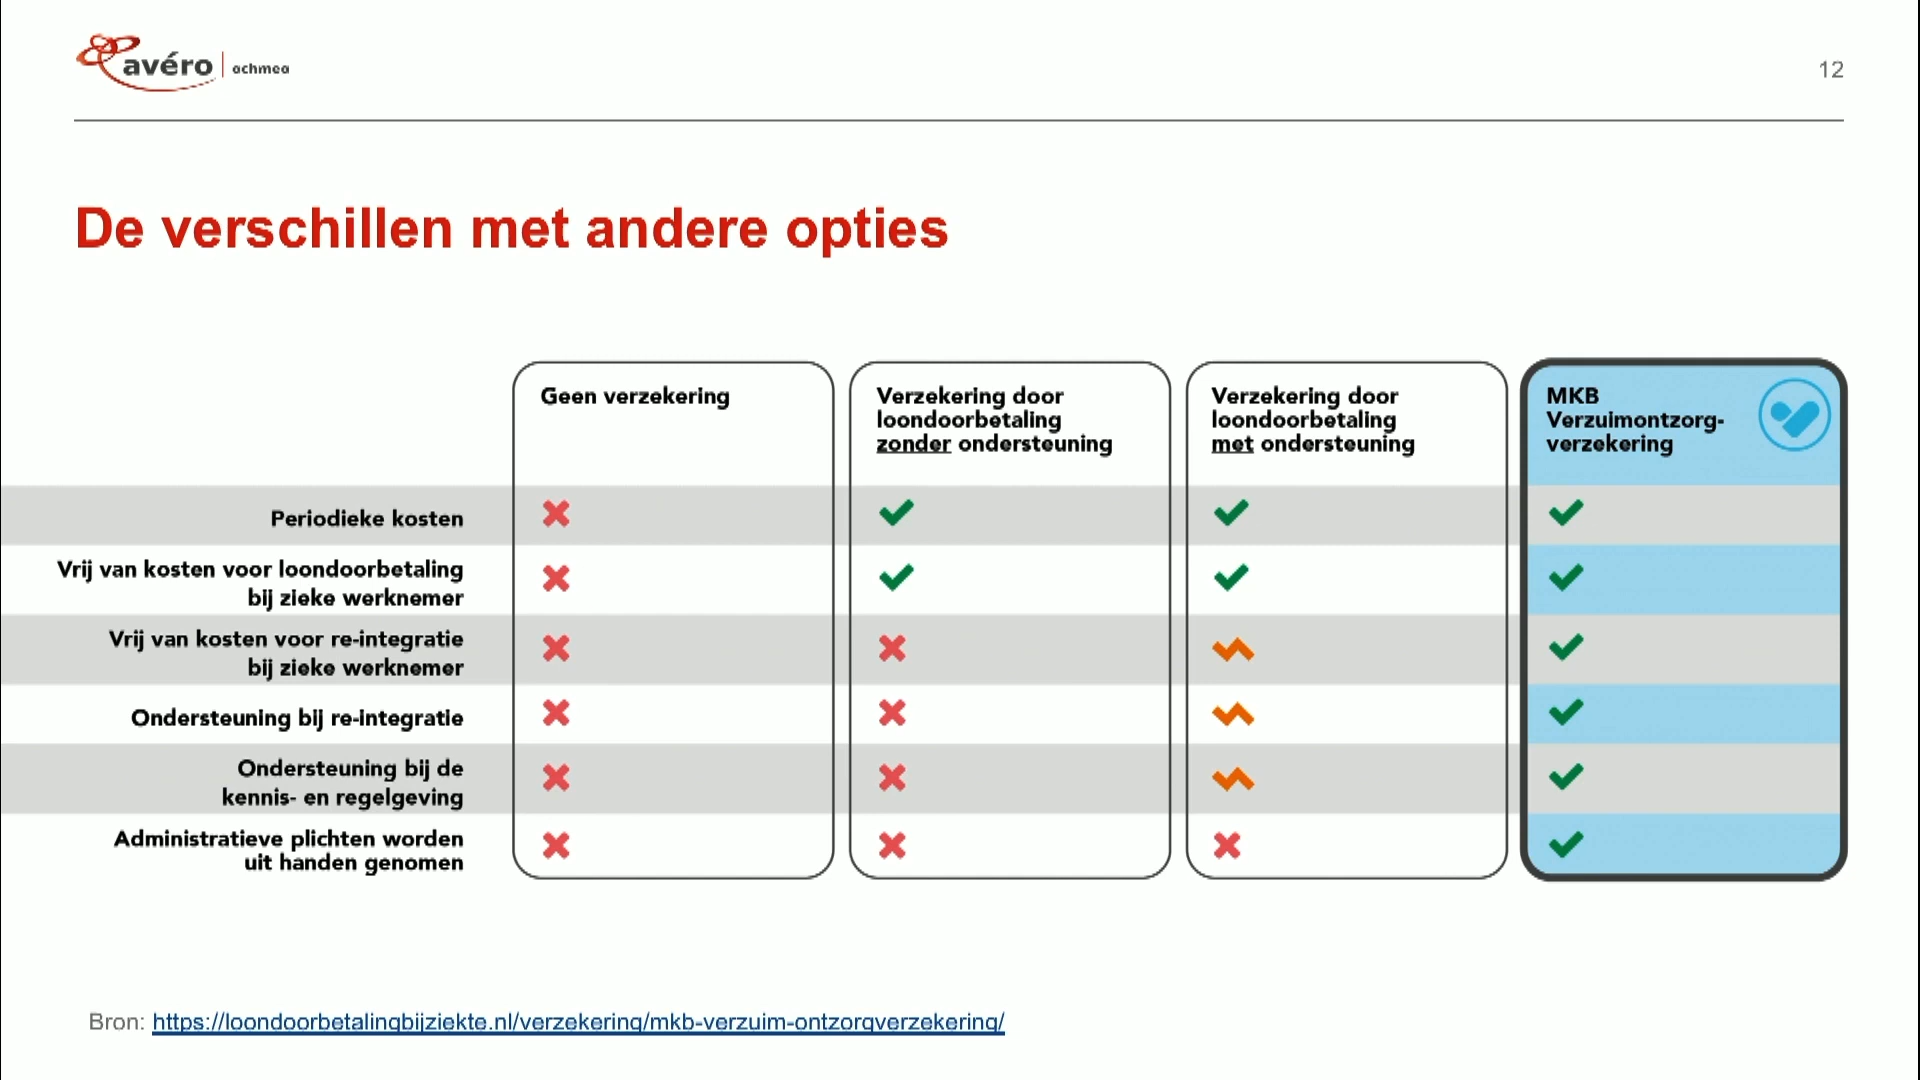 avéro | achmea
12
De verschillen met andere opties
Geen verzekering
Verzekering door
loondoorbetaling
zonder ondersteuning
Verzekering door
loondoorbetaling
met ondersteuning
MKB
Verzuimontzorg-
verzekering
Periodieke kosten
Vrij van kosten voor loondoorbetaling
bij zieke werknemer
Vrij van kosten voor re-integratie
bij zieke werknemer
Ondersteuning bij re-integratie
Ondersteuning bij de
kennis- en regelgeving
Administratieve plichten worden
uit handen genomen
Bron: https://loondoorbetalingbijziekte.nl/verzekering/mkb-verzuim-ontzorgverzekering/